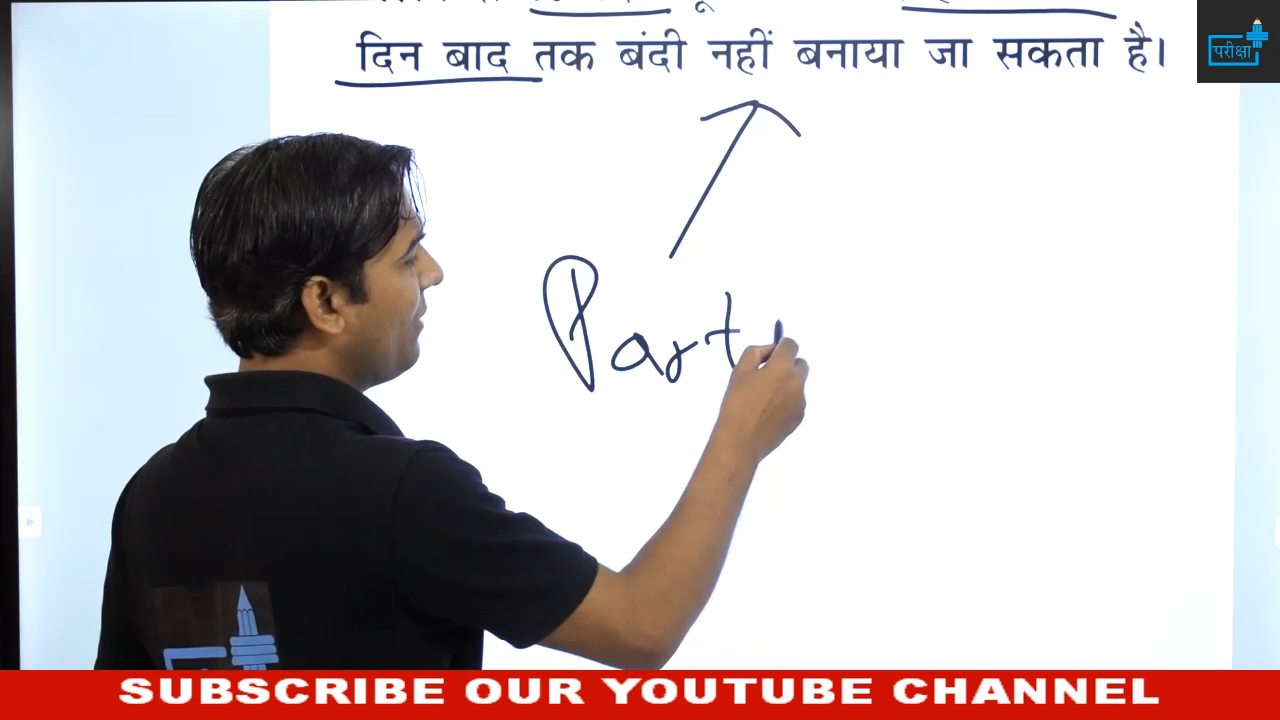 दिन बाद तक बंदी नहीं बनाया जा सकता है।
परीक्षा
Part
SUBSCRIBE OUR YOUTUBE CHANNEL